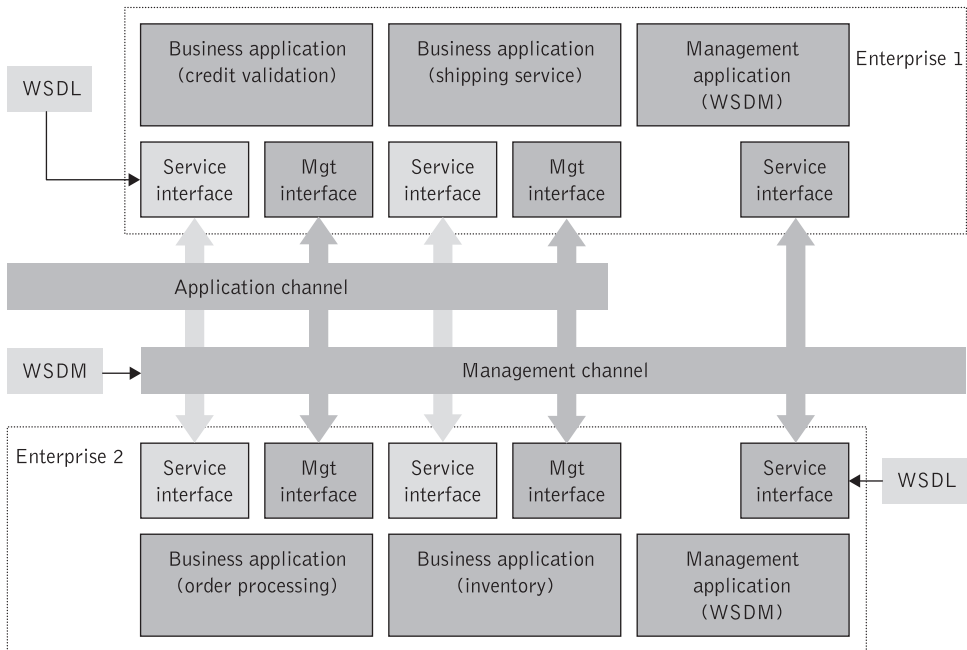 Business application
(credit validation)
Business application
(shipping service)
Management
application
(WSDM)
Enterprise 1
WSDL
Service
interface
Mgt
interface
Service
interface
Mgt
interface
Service
interface
Application channel
WSDM
Management channel
Enterprise 2
Service
interface
Mgt
interface
Service
interface
Mgt
interface
Service
interface
WSDL
Business application
(order processing)
Business application
(inventory)
Management
application
(WSDM)